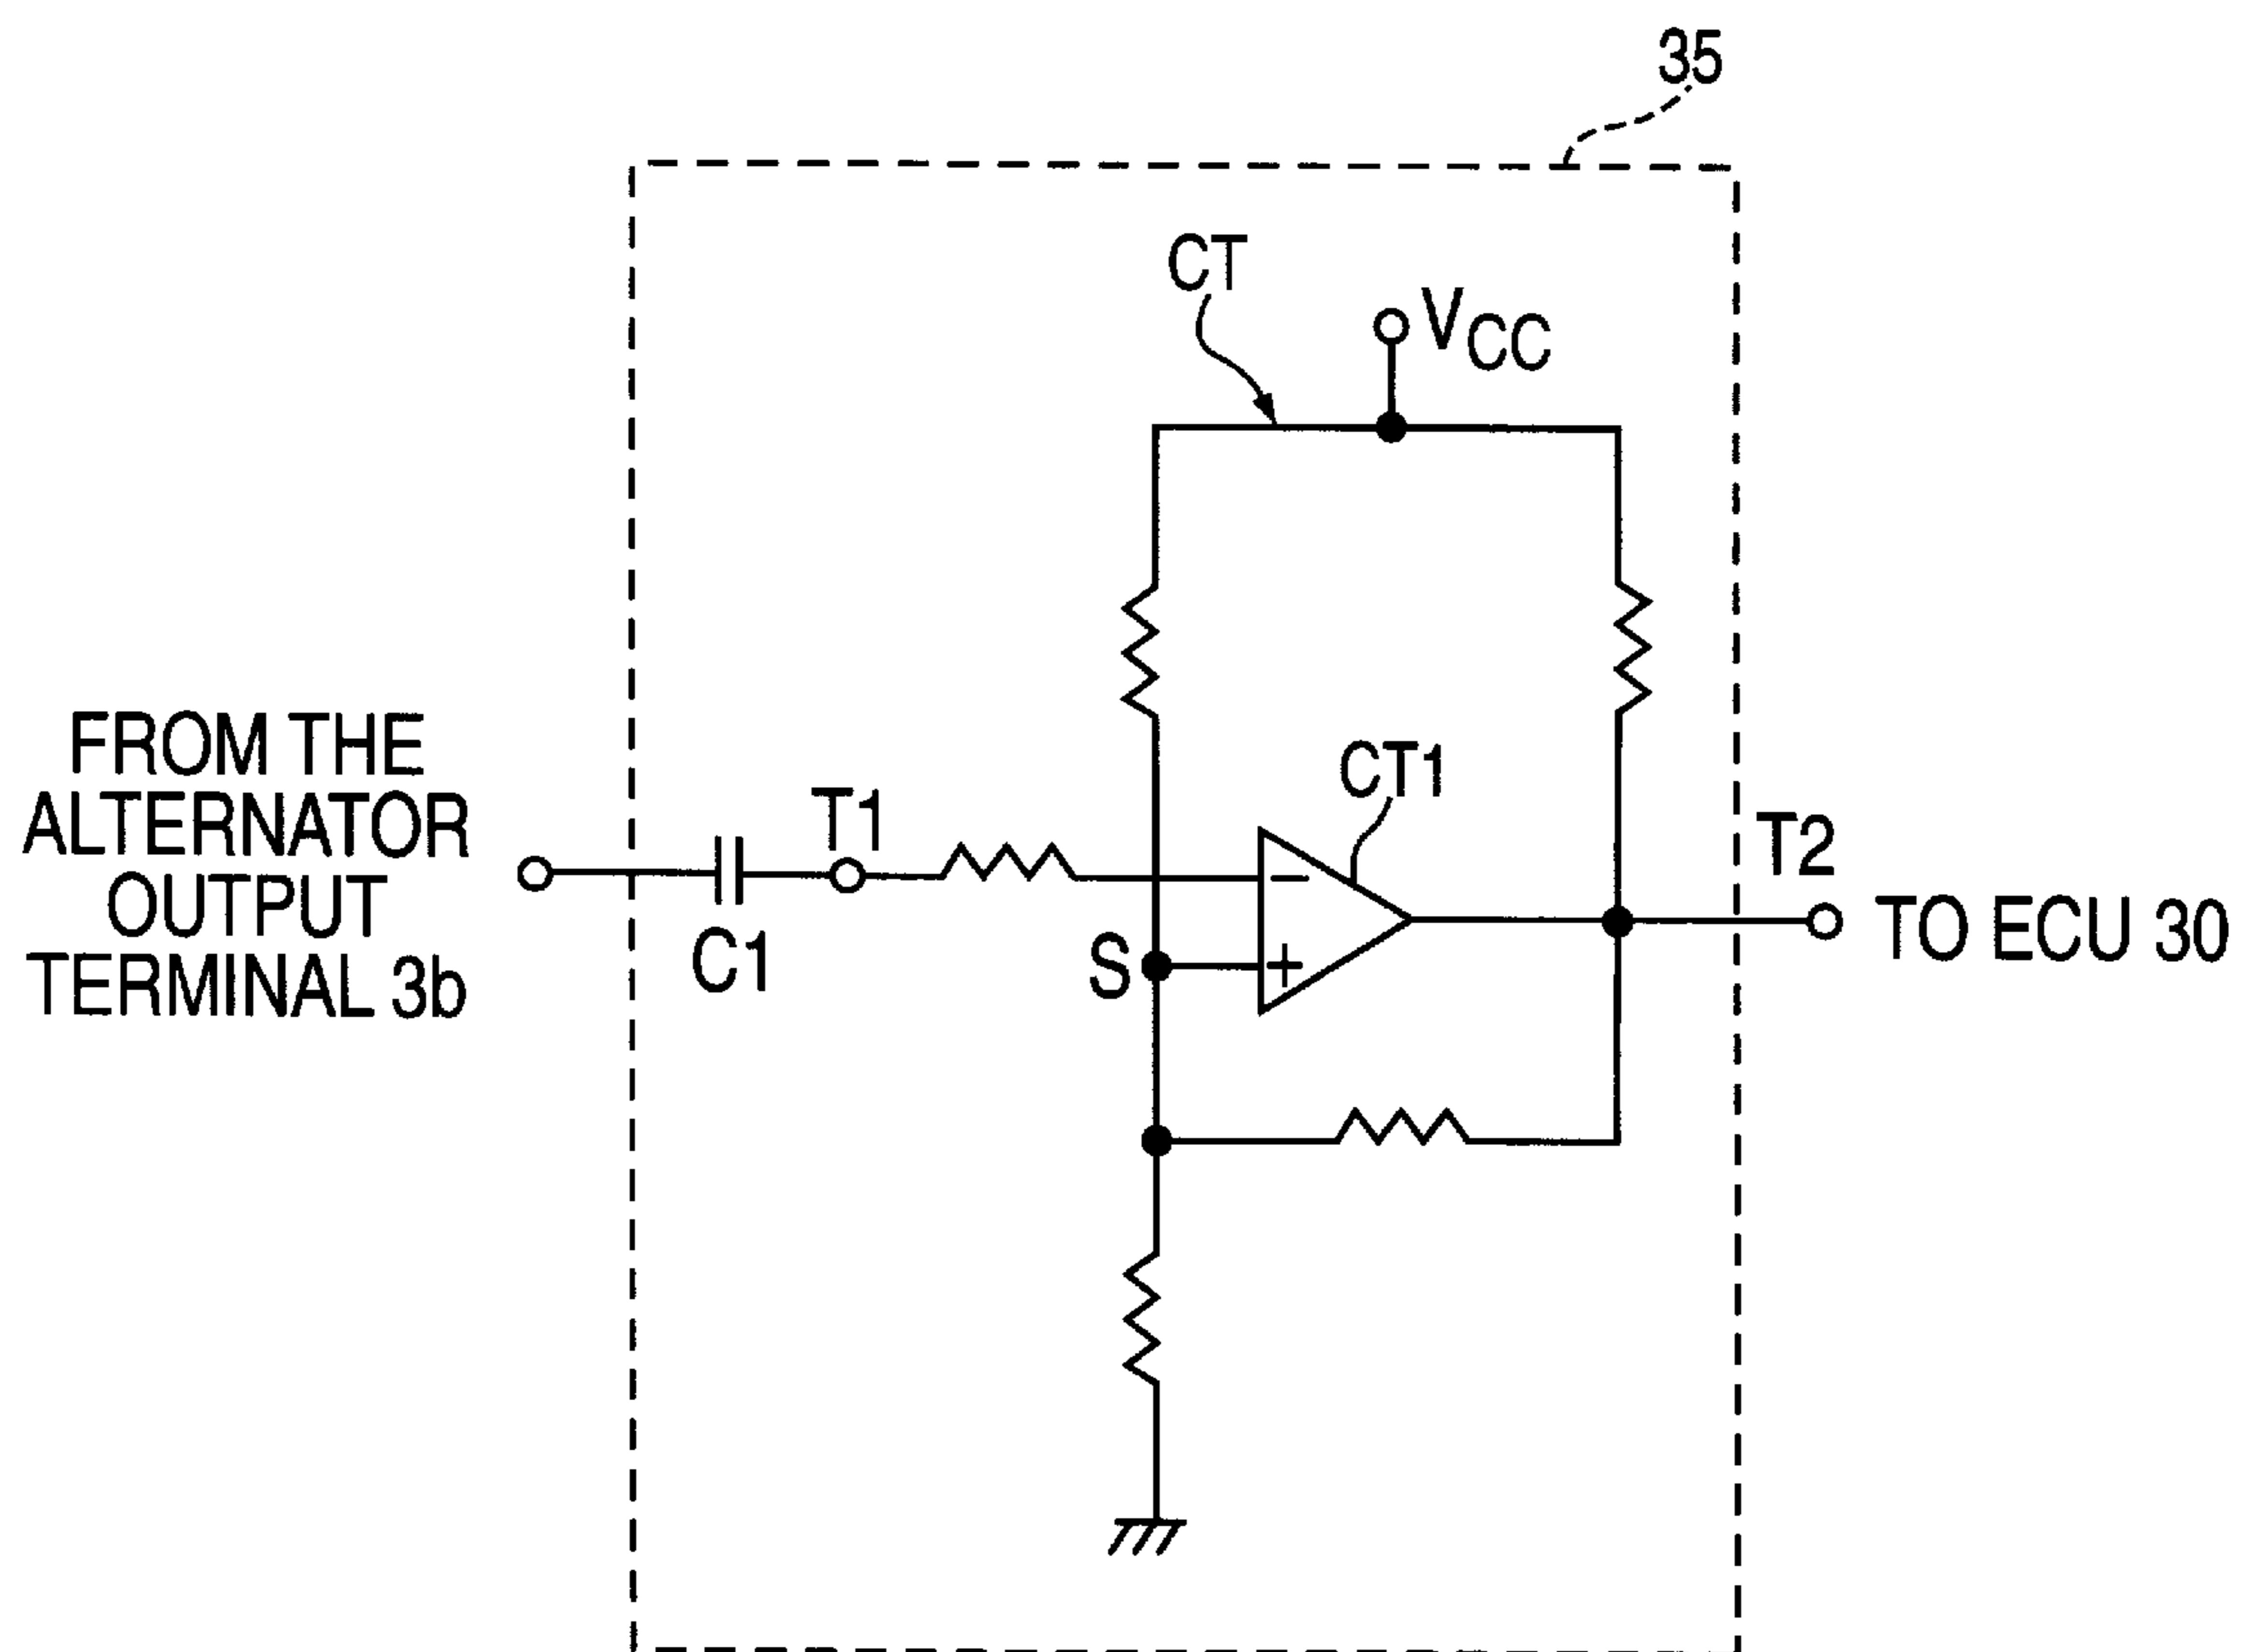 35
CT
VCC
CT1
FROM THE
ALTERNATOR
OUTPUT
TERMINAL 3b
T1
C1
S
−
+
T2
TO ECU 30